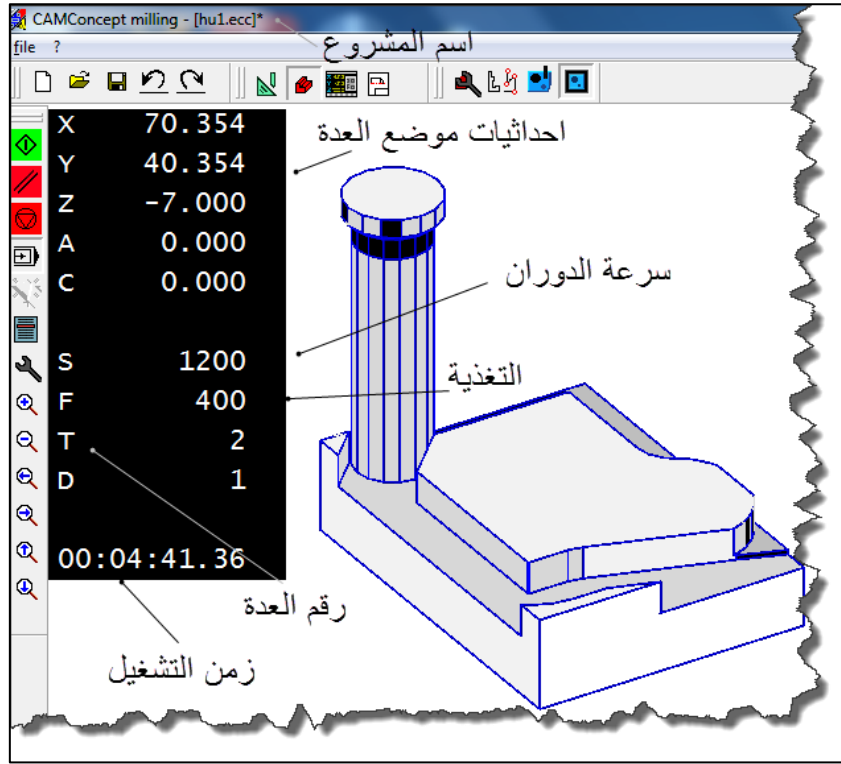 CAMConcept milling - [hu1.ecc]*
اسم المشروع
file ?
X 70.354
احداثيات موضع العدة
Y 40.354
Z -7.000
A 0.000
C 0.000
سرعة الدوران
S 1200
التغذية
F 400
T 2
D 1
00:04:41.36
رقم العدة
زمن التشغيل